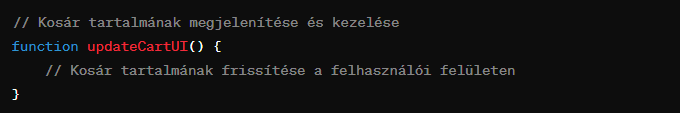 // Kosár tartalmának megjelenítése és kezelése
function updateCartUI() {
    // Kosár tartalmának frissítése a felhasználói felületen
}